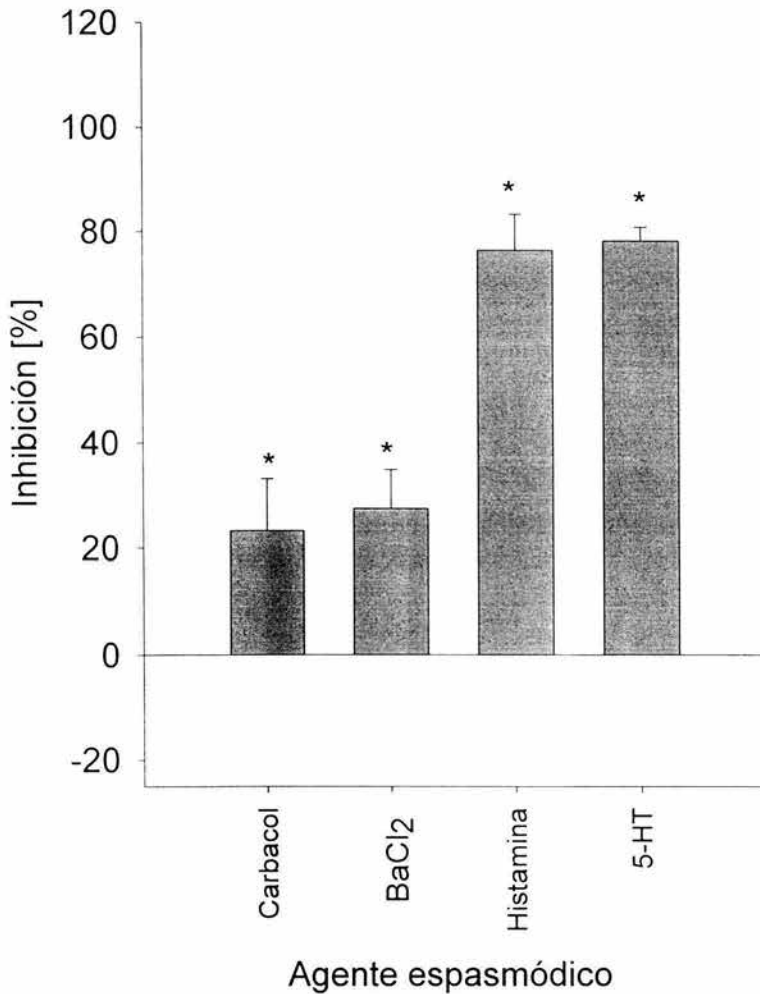 Inhibición [%]
120
100
80
60
40
20
0
-20
*
*
*
*
Carbacol
BaCl2
Histamina
5-HT
Agente espasmódico